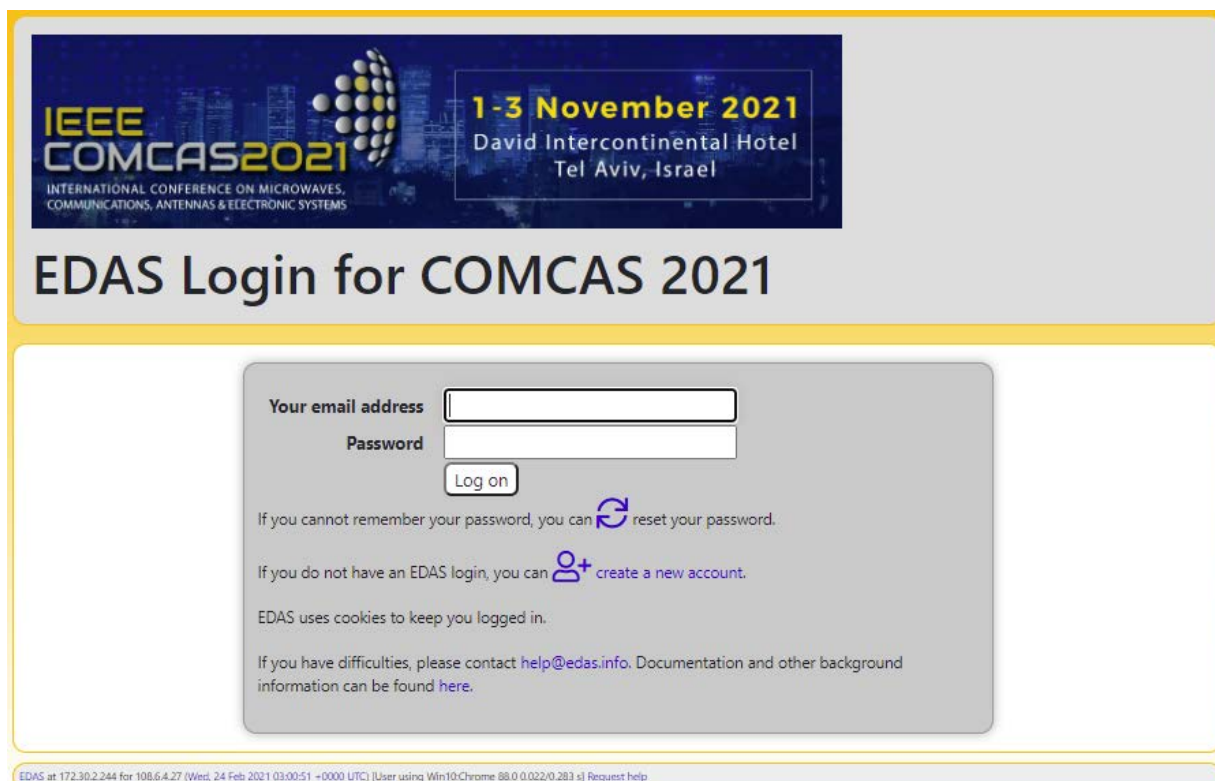 IEEE
COMCAS2021
INTERNATIONAL CONFERENCE ON MICROWAVES,
COMMUNICATIONS, ANTENNAS & ELECTRONIC SYSTEMS
1-3 November 2021
David Intercontinental Hotel
Tel Aviv, Israel
EDAS Login for COMCAS 2021
Your email address
Password
Log on
If you cannot remember your password, you can reset your password.
If you do not have an EDAS login, you can create a new account.
EDAS uses cookies to keep you logged in.
If you have difficulties, please contact help@edas.info. Documentation and other background
information can be found here.
EDAS at 172.30.2.244 for 108.6.4.27 (Wed, 24 Feb 2021 03:00:51 +0000 UTC) [User using Win10:Chrome 88.0 0.022/0.283 s] Request help